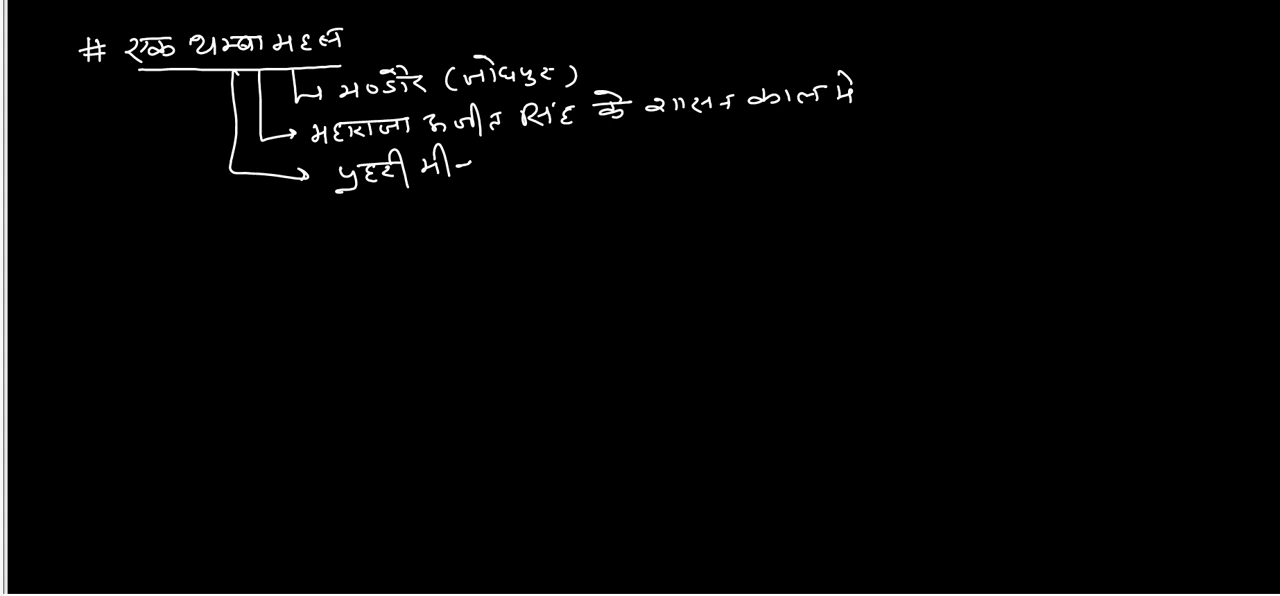 # एक थम्बा महल
मण्डोर (जोधपुर)
महाराजा अजीत सिंह के शासन काल में
प्रहरी मी-